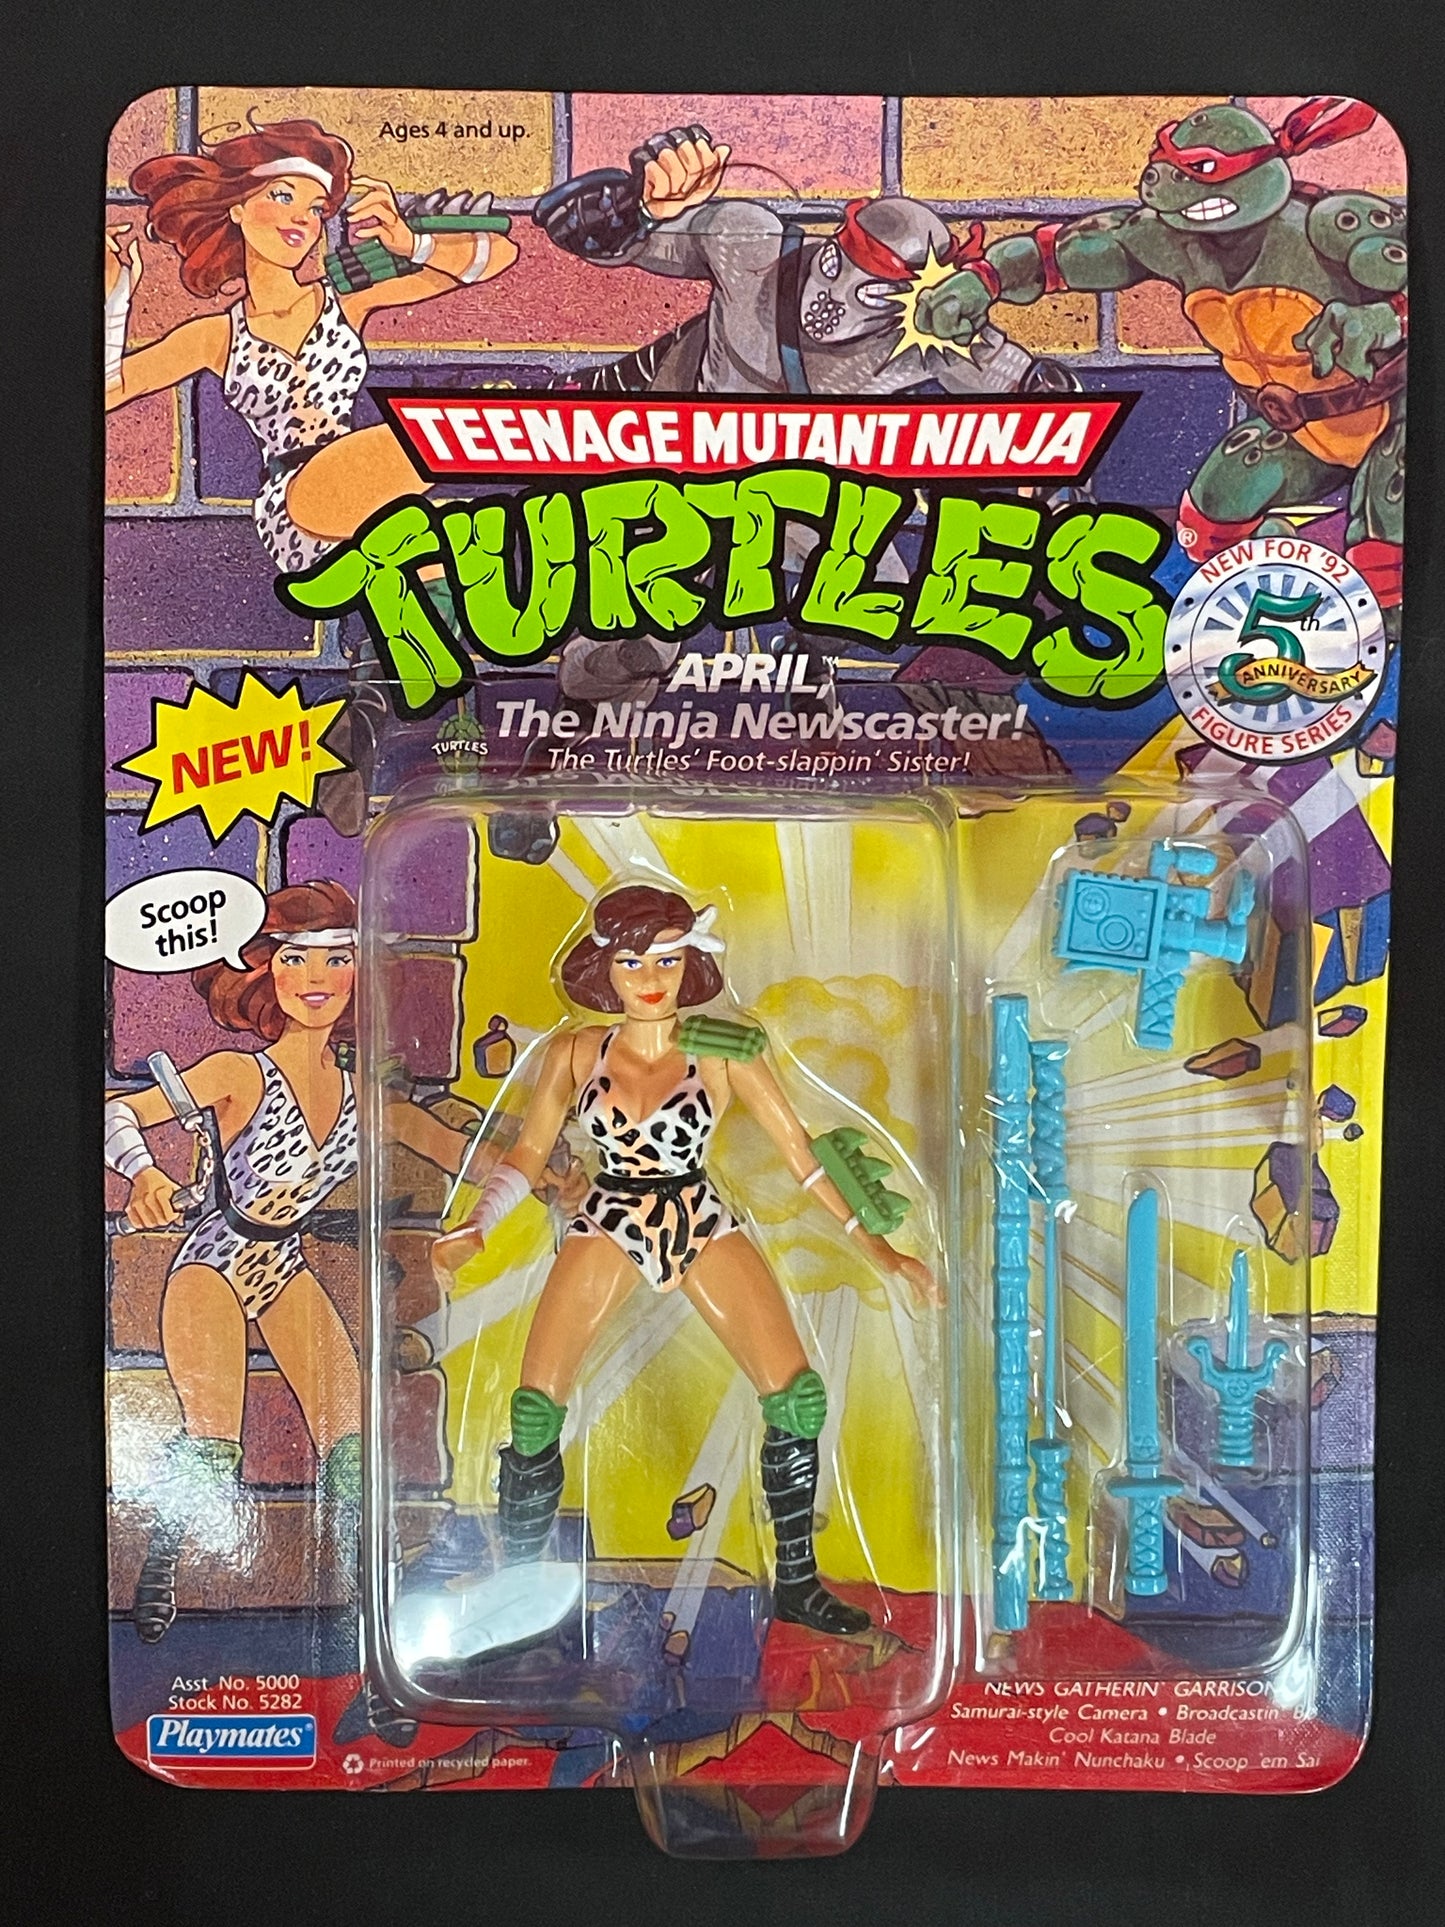 Ages 4 and up.
TEENAGE MUTANT NINJA
TURTLES®
NEW FOR '92
5th
ANNIVERSARY
FIGURE SERIES
APRIL,™
The Ninja Newscaster!
The Turtles' Foot-slappin' Sister!
TURTLES
NEW!
Scoop
this!
Asst. No. 5000
Stock No. 5282
Playmates®
Printed on recycled paper.
NEWS GATHERIN' GARRISON
Samurai-style Camera • Broadcastin' Bo
Cool Katana Blade
News Makin' Nunchaku • Scoop 'em Sai